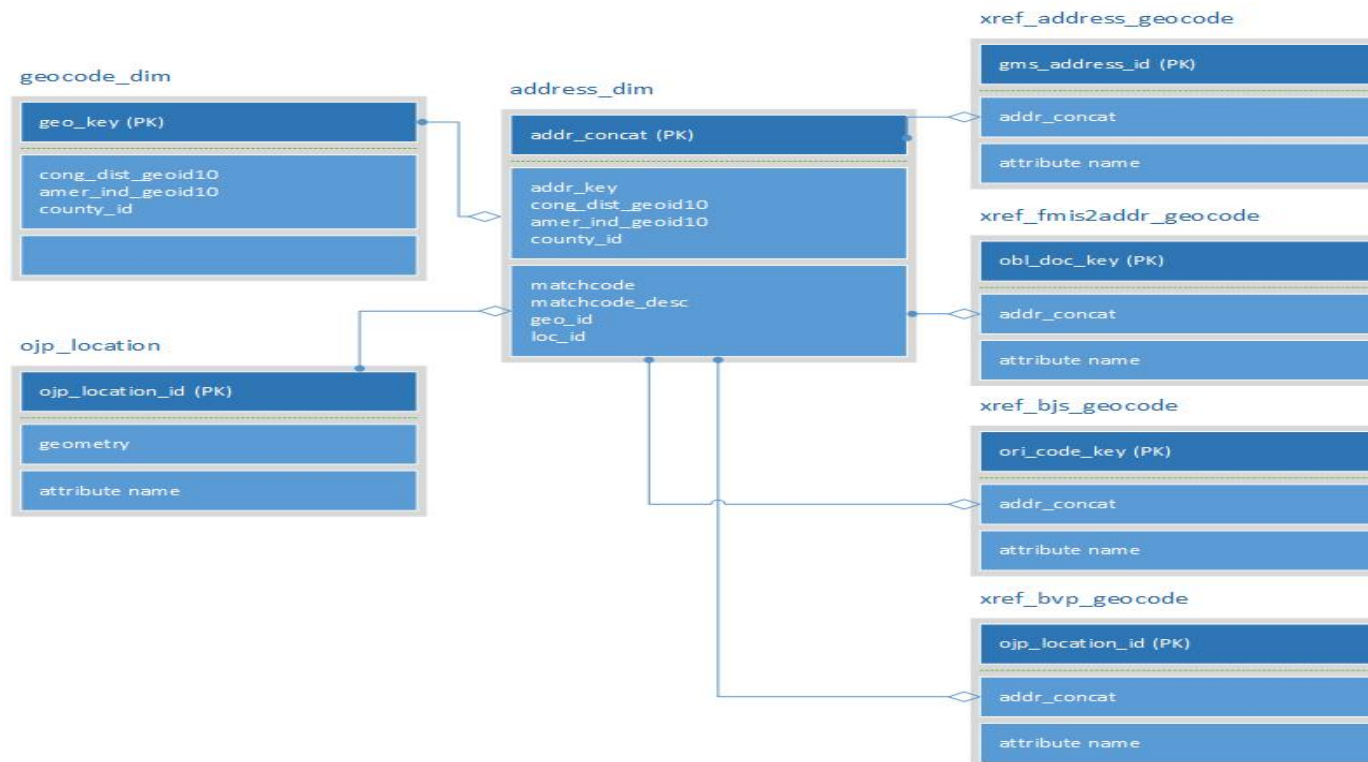 geocode_dim
geo_key (PK)
cong_dist_geoid10
amer_ind_geoid10
county_id
ojp_location
ojp_location_id (PK)
geometry
attribute name
address_dim
addr_concat (PK)
addr_key
cong_dist_geoid10
amer_ind_geoid10
county_id
matchcode
matchcode_desc
geo_id
loc_id
xref_address_geocode
gms_address_id (PK)
addr_concat
attribute name
xref_fmis2addr_geocode
obl_doc_key (PK)
addr_concat
attribute name
xref_bjs_geocode
ori_code_key (PK)
addr_concat
attribute name
xref_bvp_geocode
ojp_location_id (PK)
addr_concat
attribute name